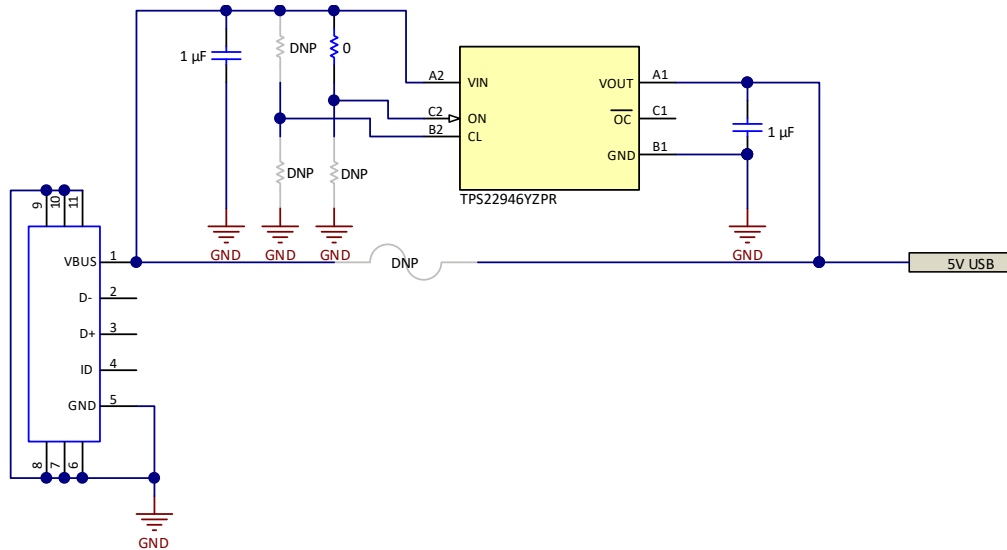 1 µF
DNP
0
A2
VIN
VOUT
A1
C2
ON
OC
C1
B2
CL
1 µF
GND
B1
DNP
DNP
TPS22946YZPR
9
10
11
GND
GND
GND
GND
VBUS
1
DNP
5V USB
D-
2
D+
3
ID
4
GND
5
8
7
6
GND